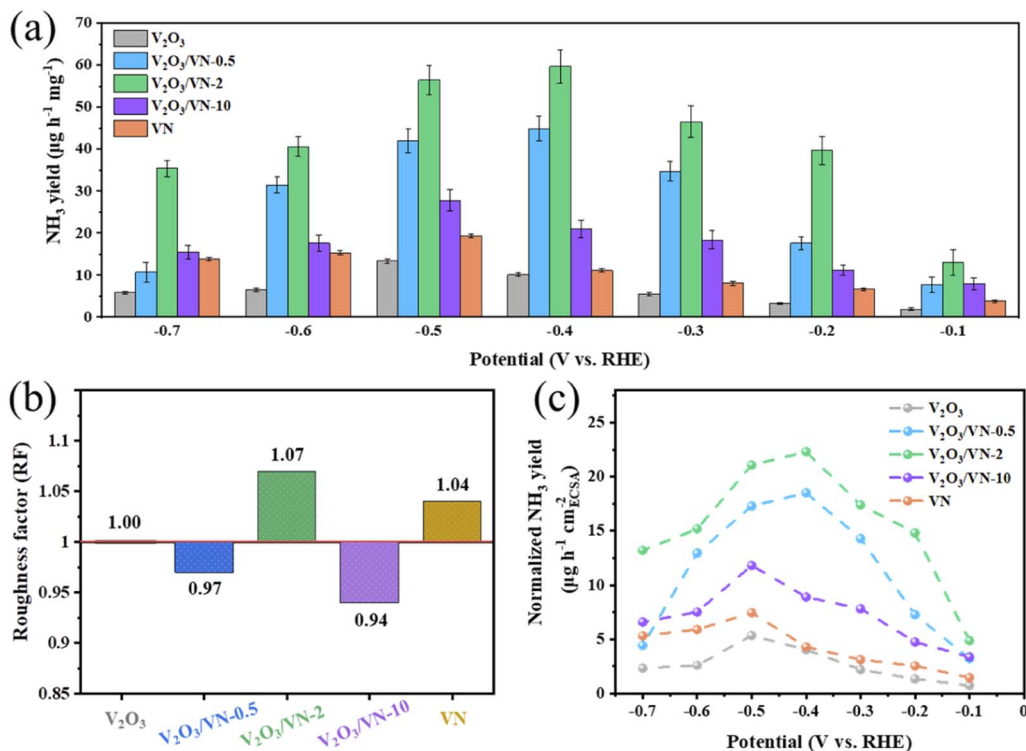 (a)
70
60
50
40
30
20
10
0
NH₃ yield (μg h⁻¹ mg⁻¹)
V₂O₃
V₂O₃/VN-0.5
V₂O₃/VN-2
V₂O₃/VN-10
VN
-0.7 -0.6 -0.5 -0.4 -0.3 -0.2 -0.1
Potential (V vs. RHE)
(b)
Roughness factor (RF)
1.1
1.05
1
0.95
0.9
0.85
1.00
0.97
1.07
0.94
1.04
V₂O₃
V₂O₃/VN-0.5
V₂O₃/VN-2
V₂O₃/VN-10
VN
(c)
Normalized NH₃ yield
(μg h⁻¹ cm⁻²ECSA)
25
20
15
10
5
0
V₂O₃
V₂O₃/VN-0.5
V₂O₃/VN-2
V₂O₃/VN-10
VN
-0.7 -0.6 -0.5 -0.4 -0.3 -0.2 -0.1 0
Potential (V vs. RHE)